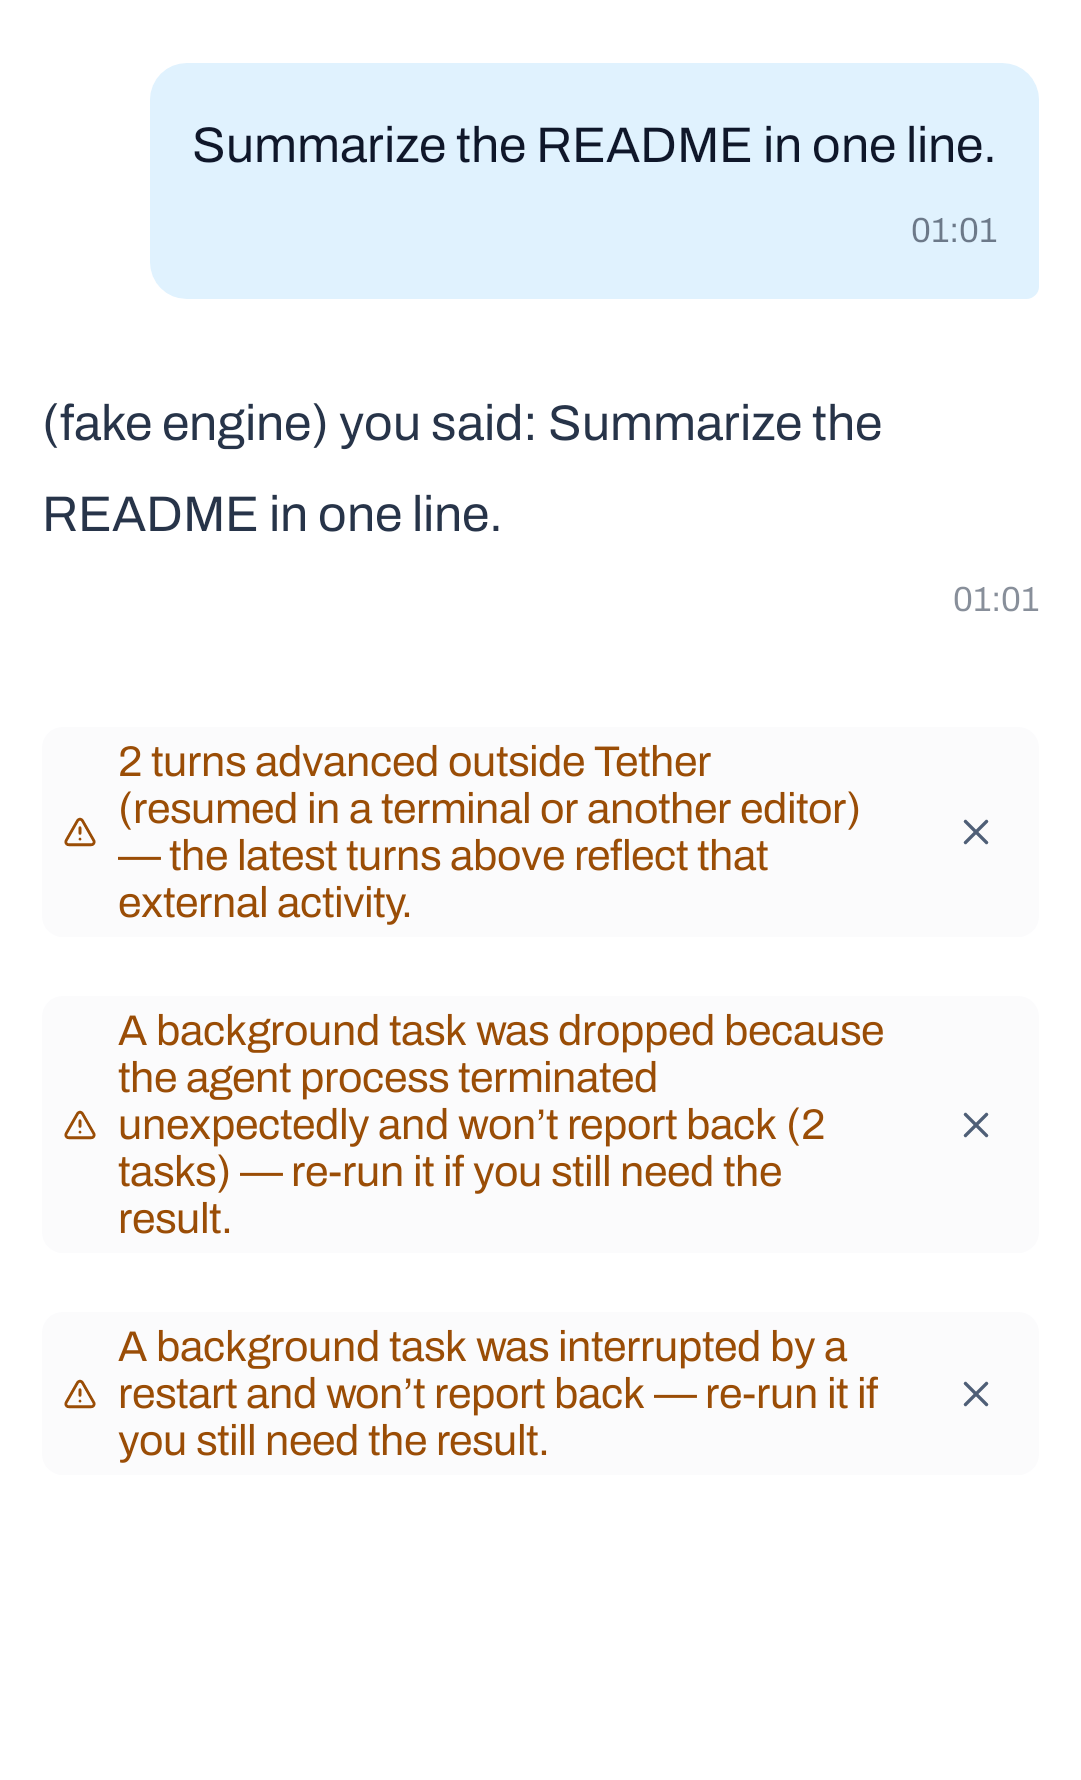 Summarize the README in one line.
01:01
(fake engine) you said: Summarize the
README in one line.
01:01
2 turns advanced outside Tether
(resumed in a terminal or another editor)
— the latest turns above reflect that
external activity.
A background task was dropped because
the agent process terminated
unexpectedly and won’t report back (2
tasks) — re-run it if you still need the
result.
A background task was interrupted by a
restart and won’t report back — re-run it if
you still need the result.